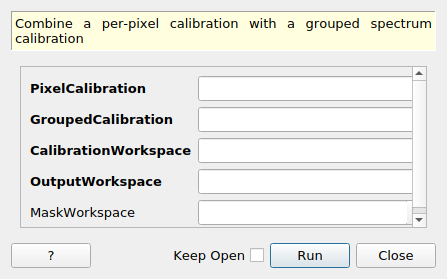 Combine a per-pixel calibration with a grouped spectrum
calibration
PixelCalibration
GroupedCalibration
CalibrationWorkspace
OutputWorkspace
MaskWorkspace
? Keep Open Run Close